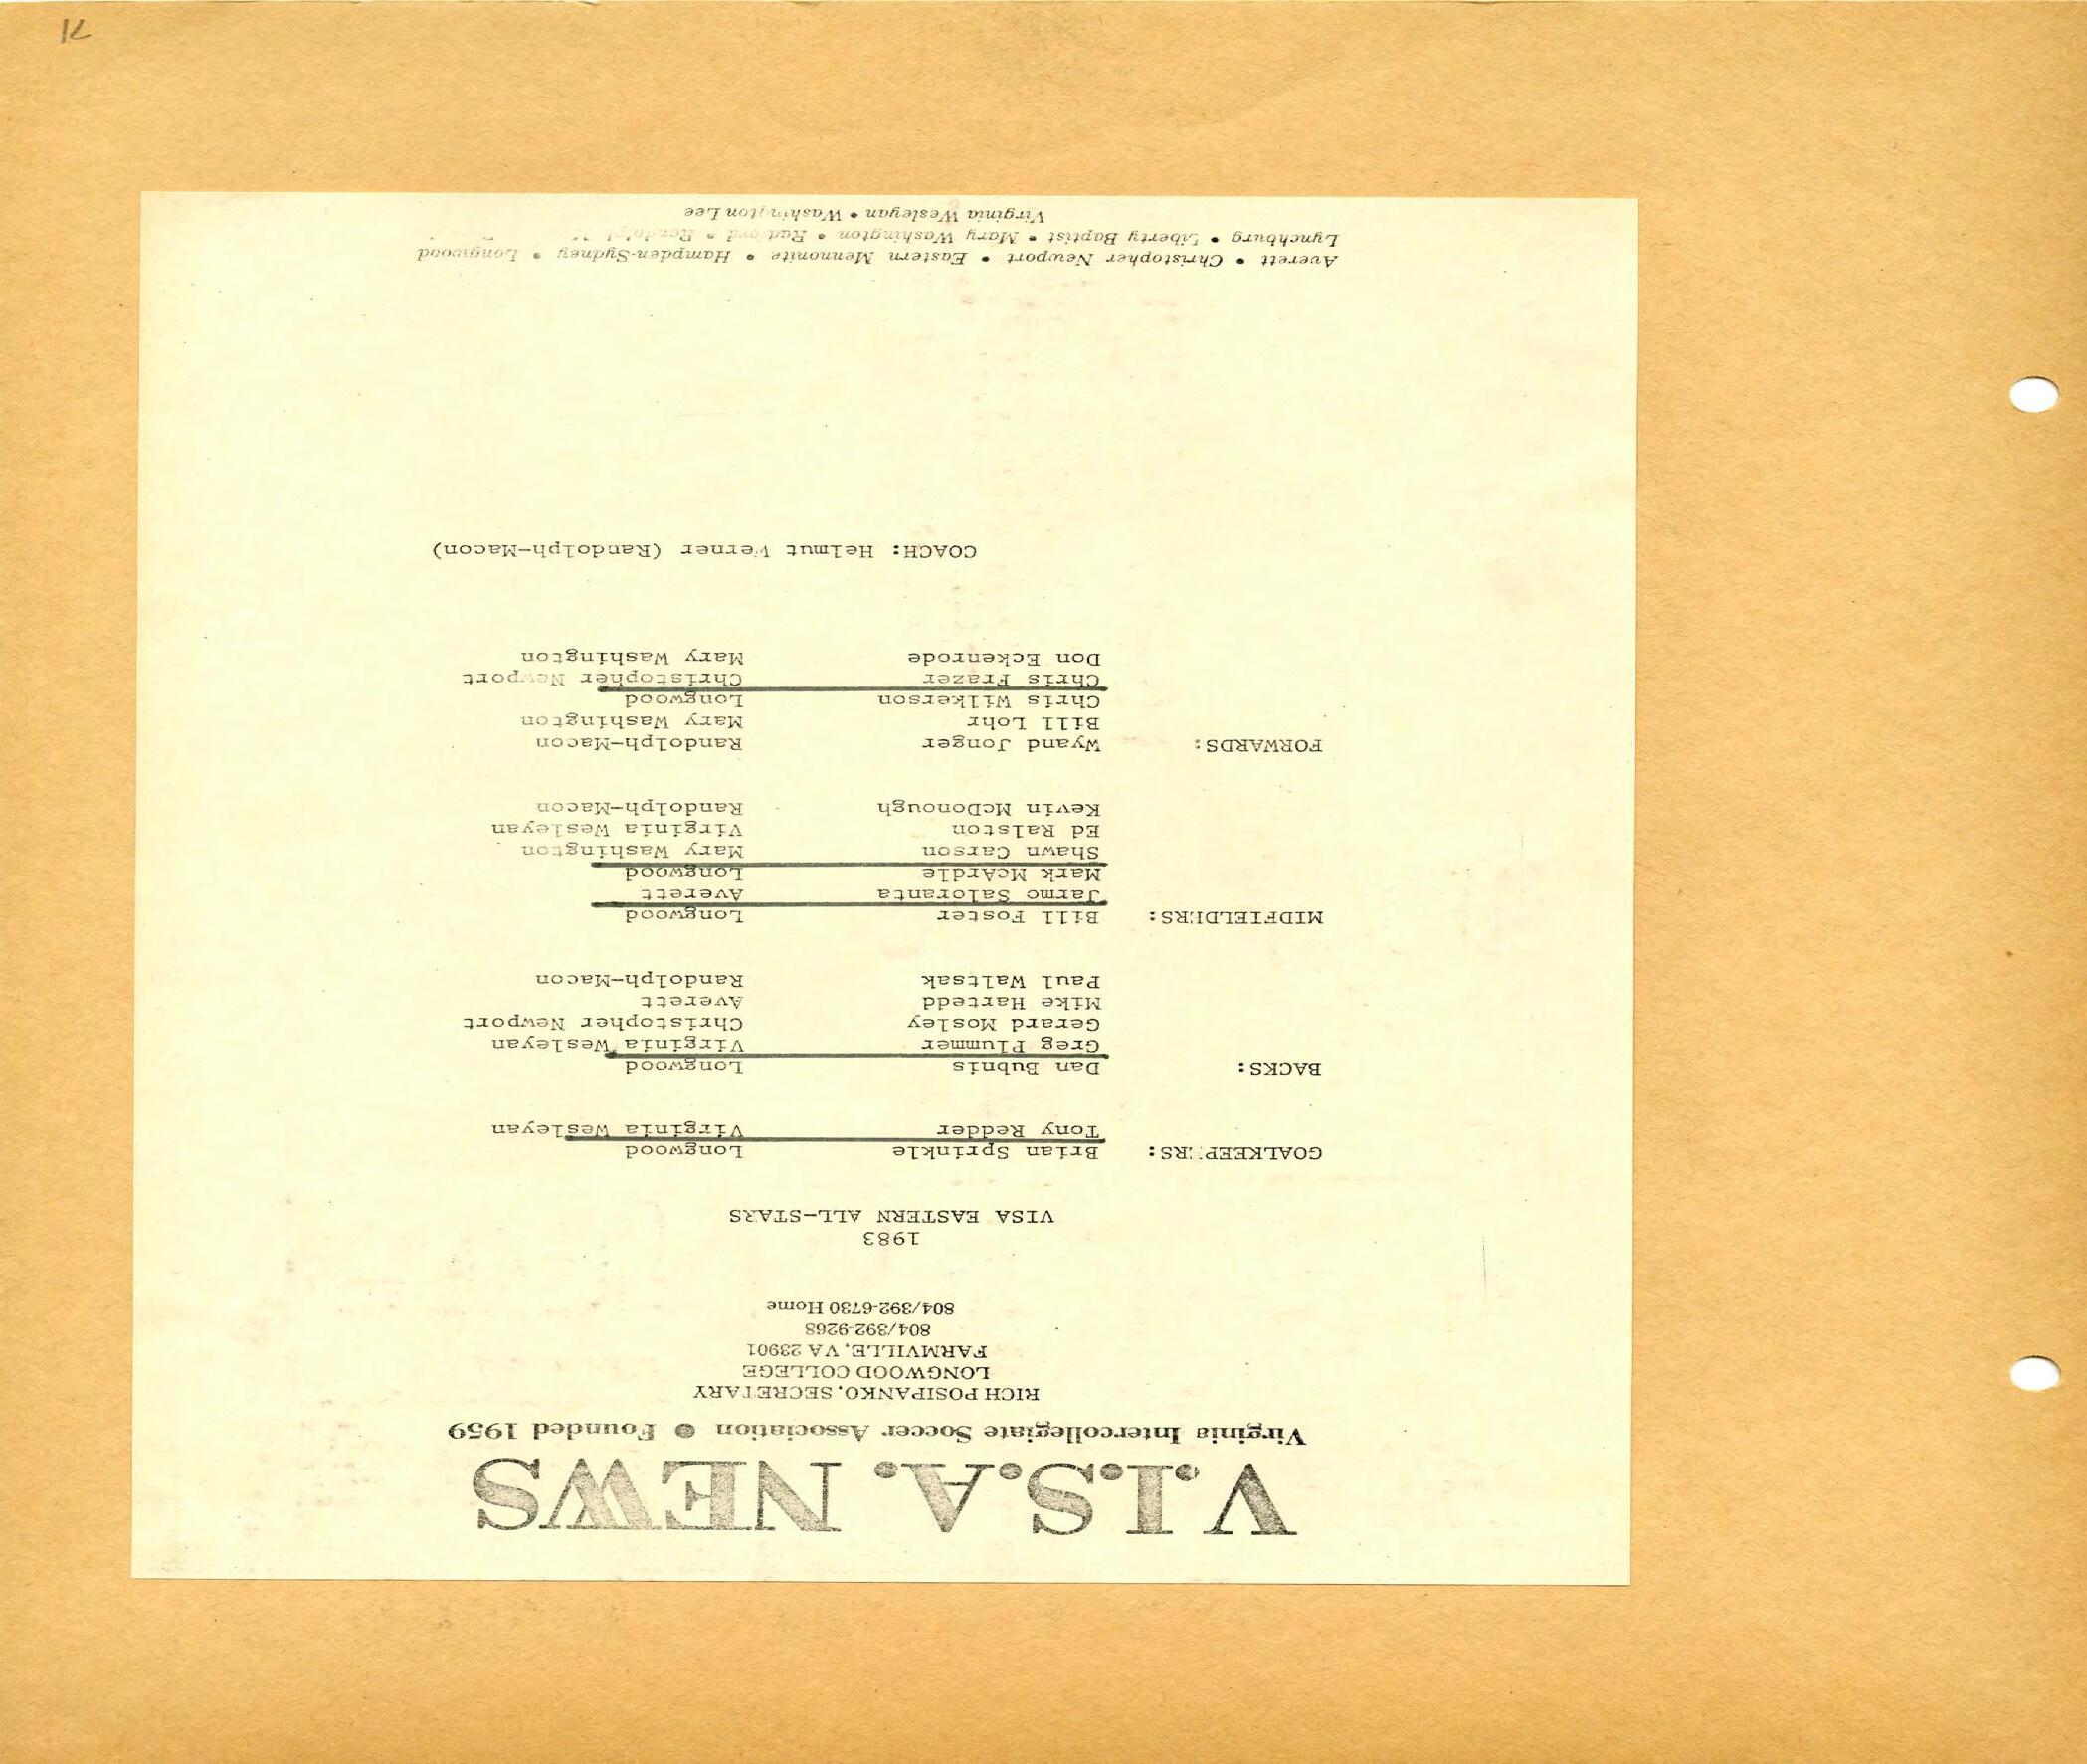 V.I.S.A. NEWS
Virginia Intercollegiate Soccer Association ● Founded 1959
RICH POSIPANKO, SECRETARY
LONGWOOD COLLEGE
FARMVILLE, VA 23901
804/392-9268
804/392-6730 Home
1983
VISA EASTERN ALL-STARS
GOALKEEPERS: Brian Sprinkle Longwood
Tony Redder Virginia Wesleyan
BACKS: Dan Bubnis Longwood
Greg Plummer Virginia Wesleyan
Gerard Mosley Christopher Newport
Mike Hartedd Averett
Paul Waltsak Randolph-Macon
MIDFIELDERS: Bill Foster Longwood
Jarmo Saloranta Averett
Mark McArdle Longwood
Shawn Carson Mary Washington
Ed Ralston Virginia Wesleyan
Kevin McDonough Randolph-Macon
FORWARDS: Wyand Jonger Randolph-Macon
Bill Lohr Mary Washington
Chris Wilkerson Longwood
Chris Frazer Christopher Newport
Don Eckenrode Mary Washington
COACH: Helmut Werner (Randolph-Macon)
Averett • Christopher Newport • Eastern Mennonite • Hampden-Sydney • Longwood
Lynchburg • Liberty Baptist • Mary Washington • Radford •
Virginia Wesleyan • Washington Lee